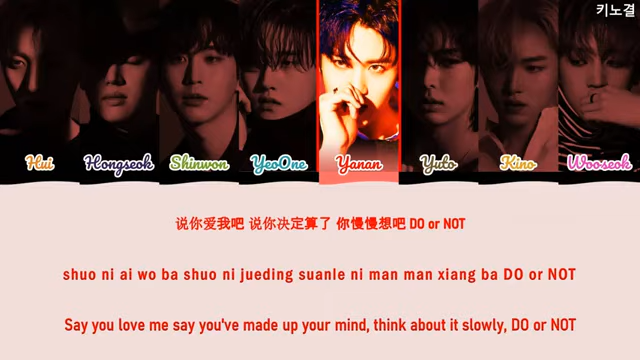 키노결
Hui Hongseok Shinwon YeoOne Yanan Yuto Kino Wooseok
说你爱我吧 说你决定算了 你慢慢想吧 DO or NOT
shuo ni ai wo ba shuo ni jueding suanle ni man man xiang ba DO or NOT
Say you love me say you've made up your mind, think about it slowly, DO or NOT